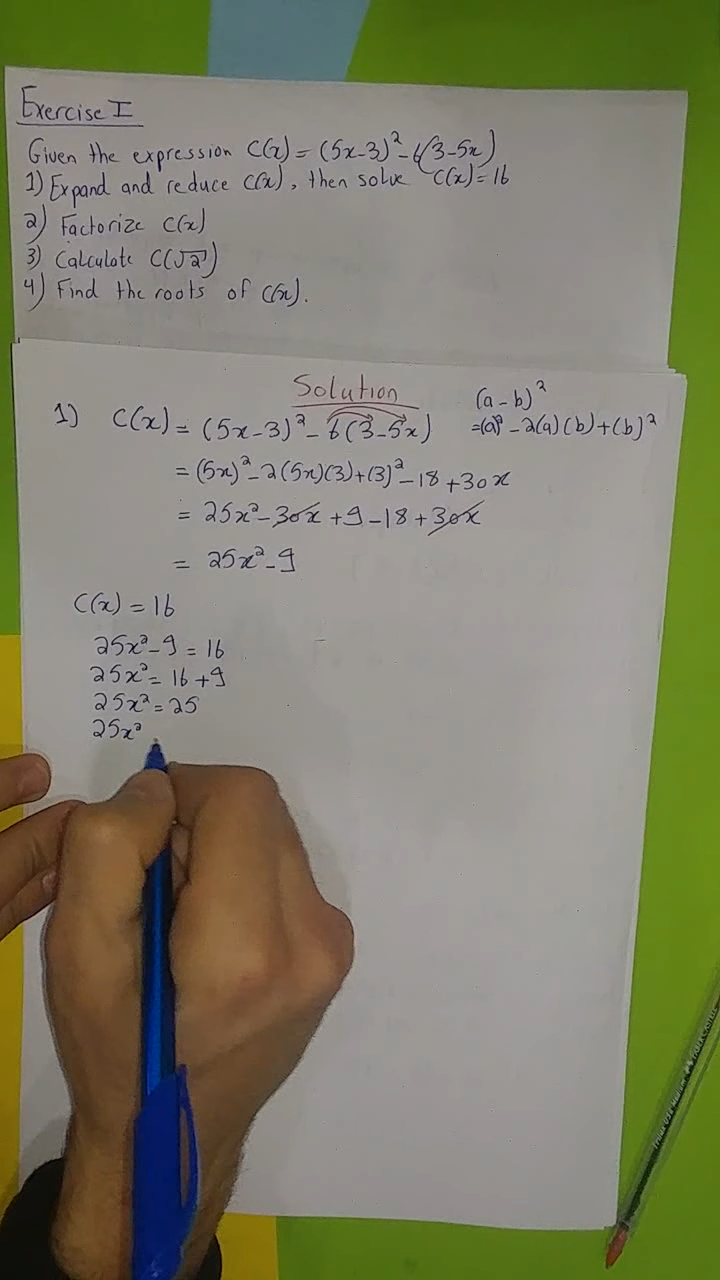 Exercise I
Given the expression C(x) = (5x-3)² - 6(3-5x)
1) Expand and reduce C(x), then solve C(x) = 16
2) Factorize C(x)
3) Calculate C(√2)
4) Find the roots of C(x).
Solution
(a-b)²
= (a)² - 2(a)(b) + (b)²
1) C(x) = (5x-3)² - 6(3-5x)
= (5x)² - 2(5x)(3) + (3)² - 18 + 30x
= 25x² - 30x + 9 - 18 + 30x
= 25x² - 9
C(x) = 16
25x² - 9 = 16
25x² = 16 + 9
25x² = 25
25x²